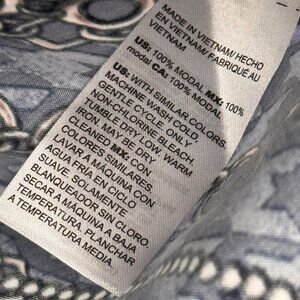 MADE IN VIETNAM/ HECHO
EN VIETNAM/ FABRIQUÉ AU
VIETNAM
US: 100% MODAL MX: 100%
modal CA: 100% MODAL
US: WITH SIMILAR COLORS.
MACHINE WASH COLD
GENTLE CYCLE. ONLY
NON-CHLORINE BLEACH.
TUMBLE DRY LOW. WARM
IRON. MAY BE DRY
CLEANED MX: CON
COLORES SIMILARES.
LAVAR A MÁQUINA CON
AGUA FRIA EN CICLO
SUAVE. SOLAMENTE
BLANQUEADOR SIN CLORO.
SECAR A MÁQUINA A BAJA
TEMPERATURA. PLANCHAR
A TEMPERATURA MEDIA.